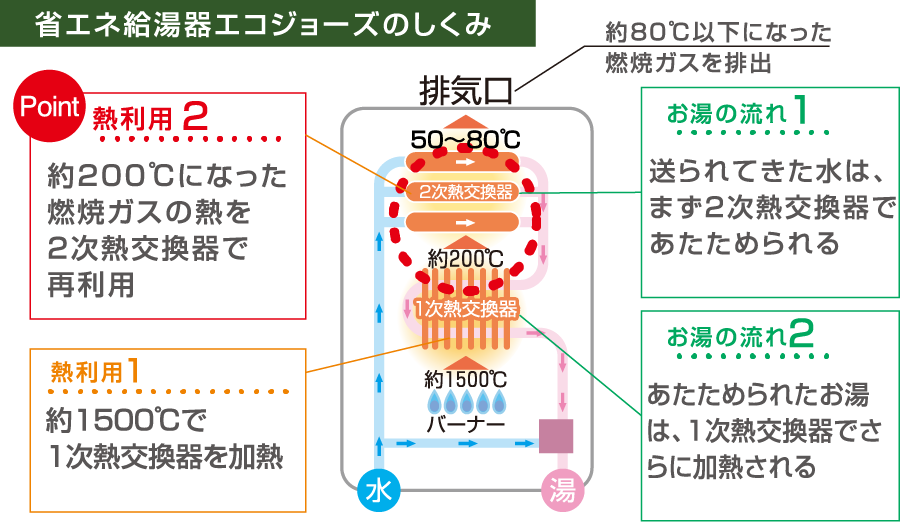 省エネ給湯器エコジョーズのしくみ
約80℃以下になった
燃焼ガスを排出
Point
熱利用2
約200℃になった
燃焼ガスの熱を
2次熱交換器で
再利用
熱利用1
約1500℃で
1次熱交換器を加熱
排気口
50〜80℃
2次熱交換器
約200℃
1次熱交換器
約1500℃
バーナー
水
湯
お湯の流れ1
送られてきた水は、
まず2次熱交換器で
あたためられる
お湯の流れ2
あたためられたお湯
は、1次熱交換器でさ
らに加熱される